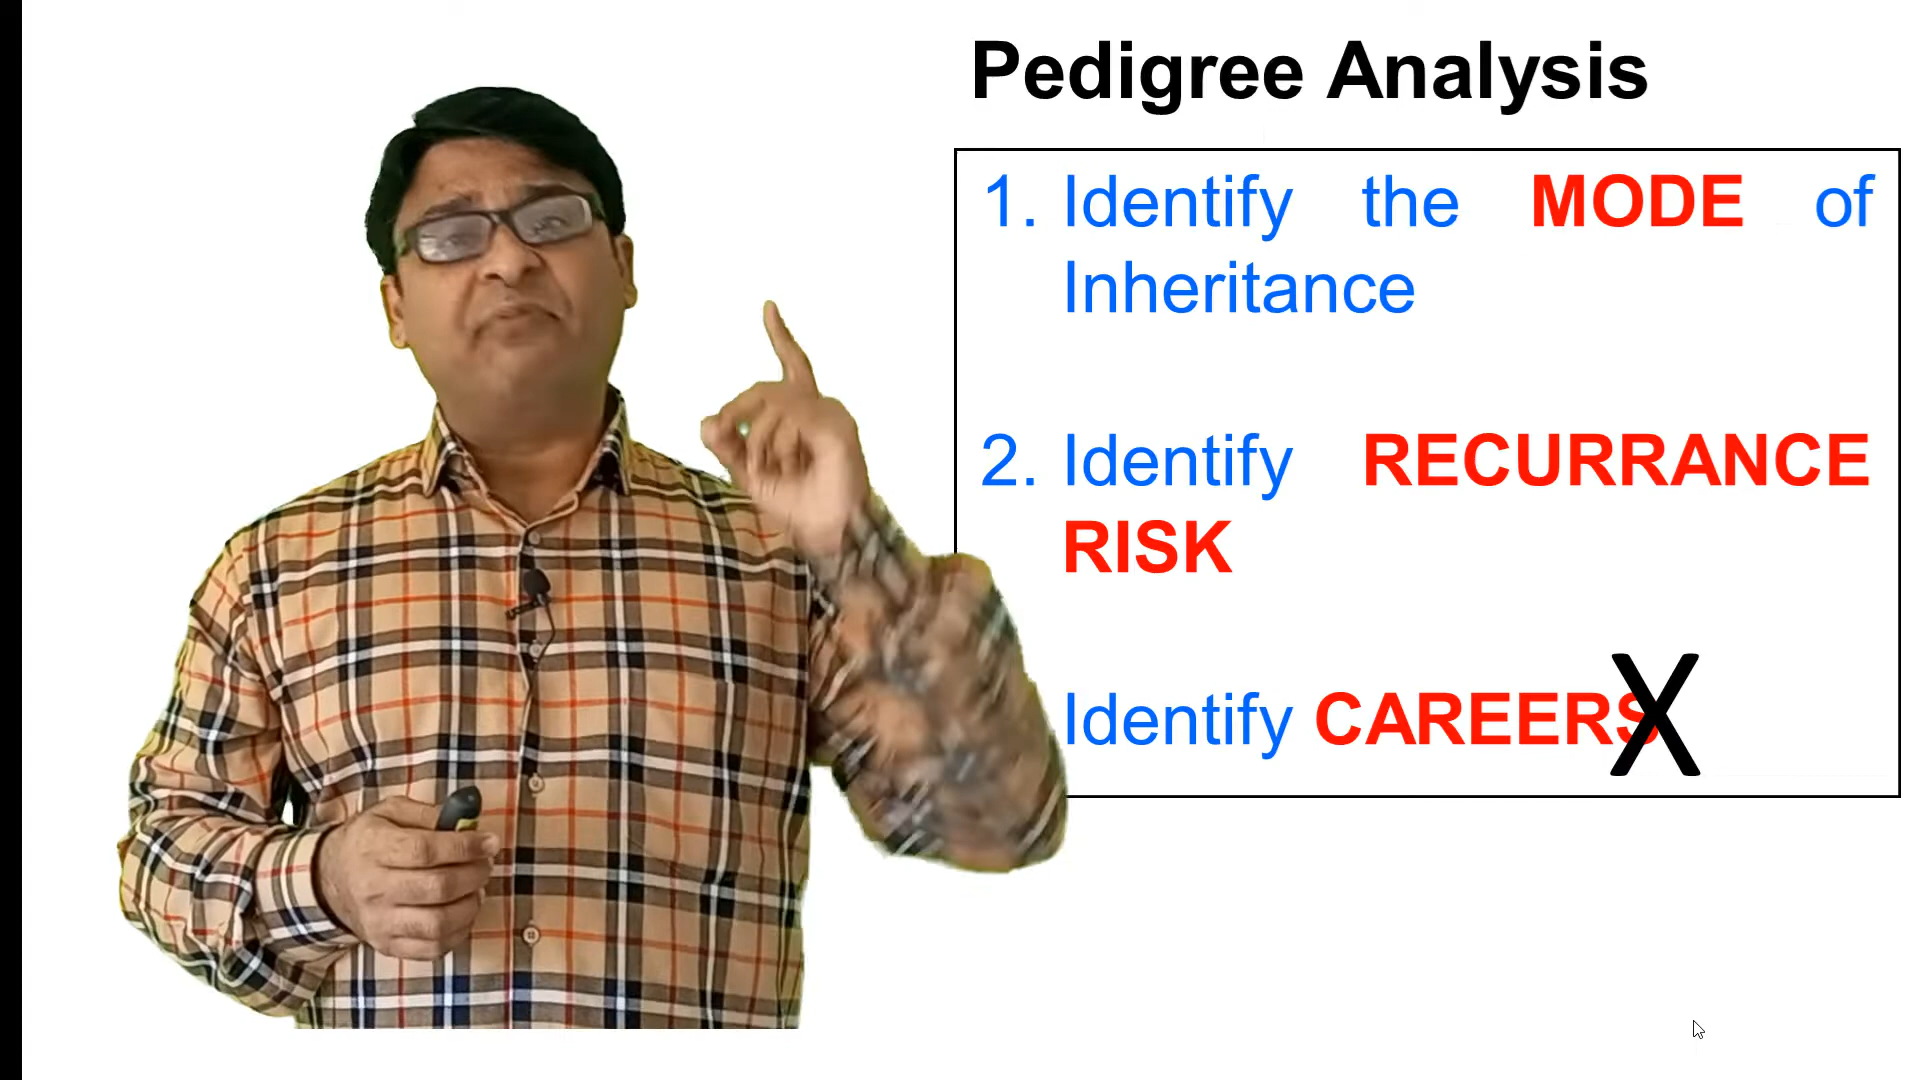 Pedigree Analysis
1. Identify the MODE of
Inheritance
2. Identify RECURRANCE
RISK
Identify CAREERS X